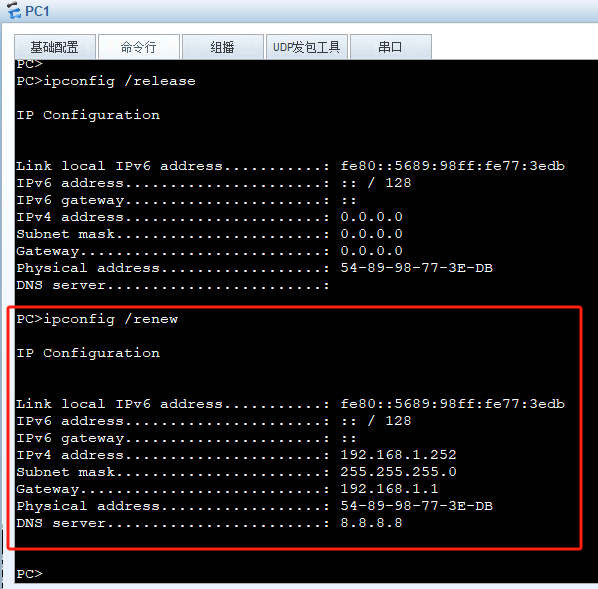 PC1
基础配置 命令行 组播 UDP发包工具 串口
PC>
PC>ipconfig /release
IP Configuration
Link local IPv6 address...........: fe80::5689:98ff:fe77:3edb
IPv6 address......................: :: / 128
IPv6 gateway......................: ::
IPv4 address......................: 0.0.0.0
Subnet mask.......................: 0.0.0.0
Gateway...........................: 0.0.0.0
Physical address..................: 54-89-98-77-3E-DB
DNS server........................:
PC>ipconfig /renew
IP Configuration
Link local IPv6 address...........: fe80::5689:98ff:fe77:3edb
IPv6 address......................: :: / 128
IPv6 gateway......................: ::
IPv4 address......................: 192.168.1.252
Subnet mask.......................: 255.255.255.0
Gateway...........................: 192.168.1.1
Physical address..................: 54-89-98-77-3E-DB
DNS server........................: 8.8.8.8
PC>